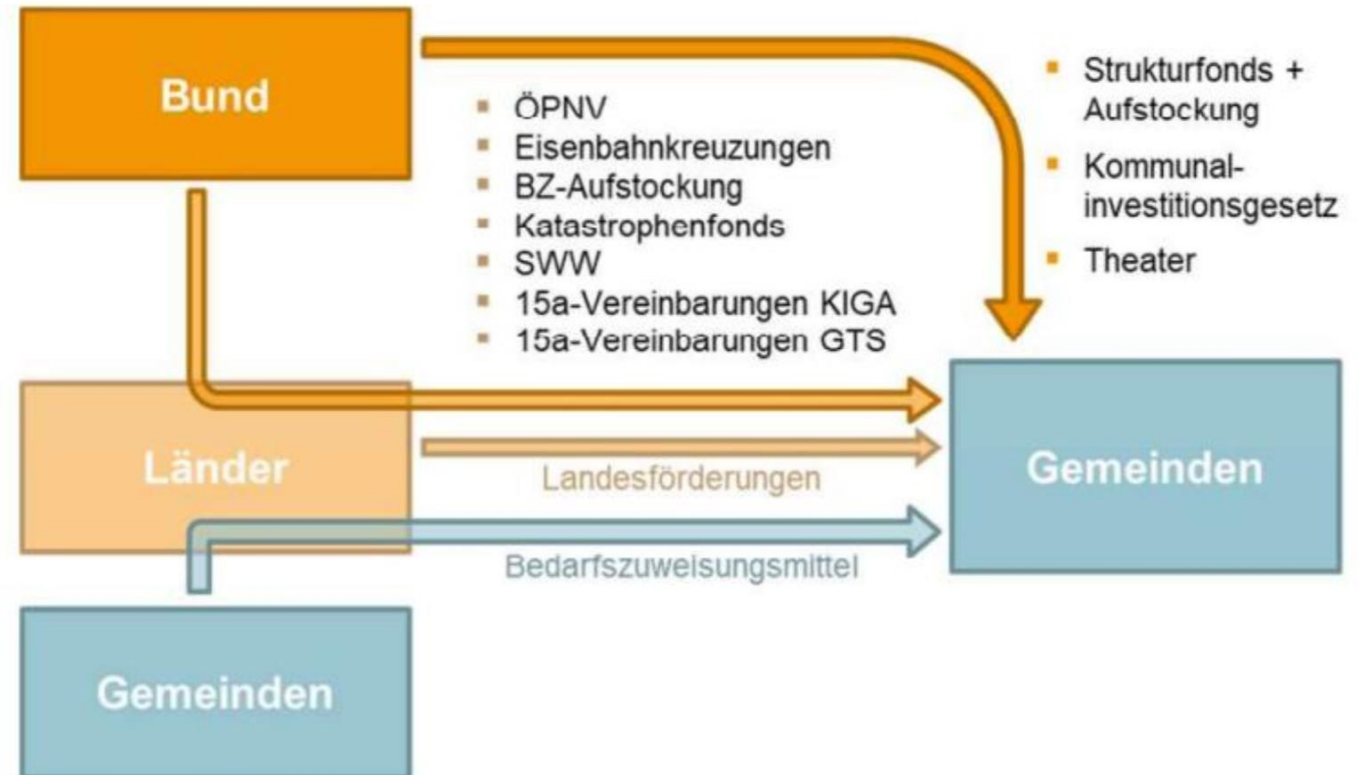 Bund
ÖPNV
Eisenbahnkreuzungen
BZ-Aufstockung
Katastrophenfonds
SWW
15a-Vereinbarungen KIGA
15a-Vereinbarungen GTS
Strukturfonds +
Aufstockung
Kommunal-
investitionsgesetz
Theater
Länder
Landesförderungen
Gemeinden
Bedarfszuweisungsmittel
Gemeinden